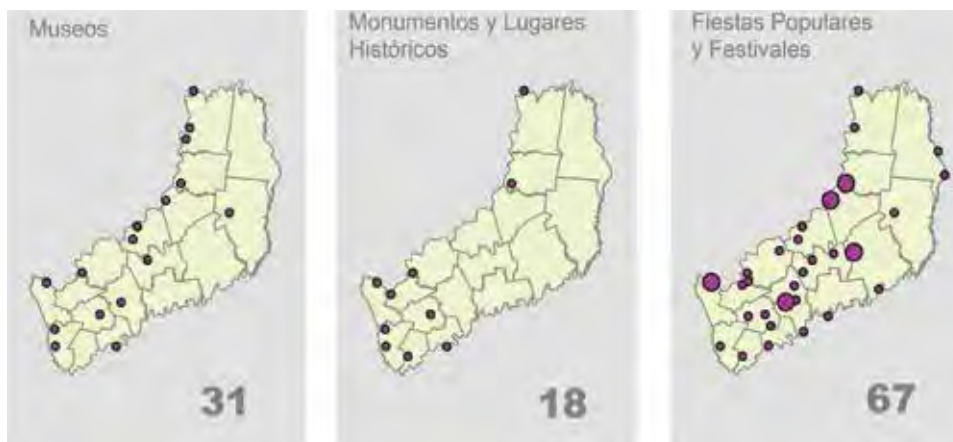 Museos
31
Monumentos y Lugares
Históricos
18
Fiestas Populares
y Festivales
67